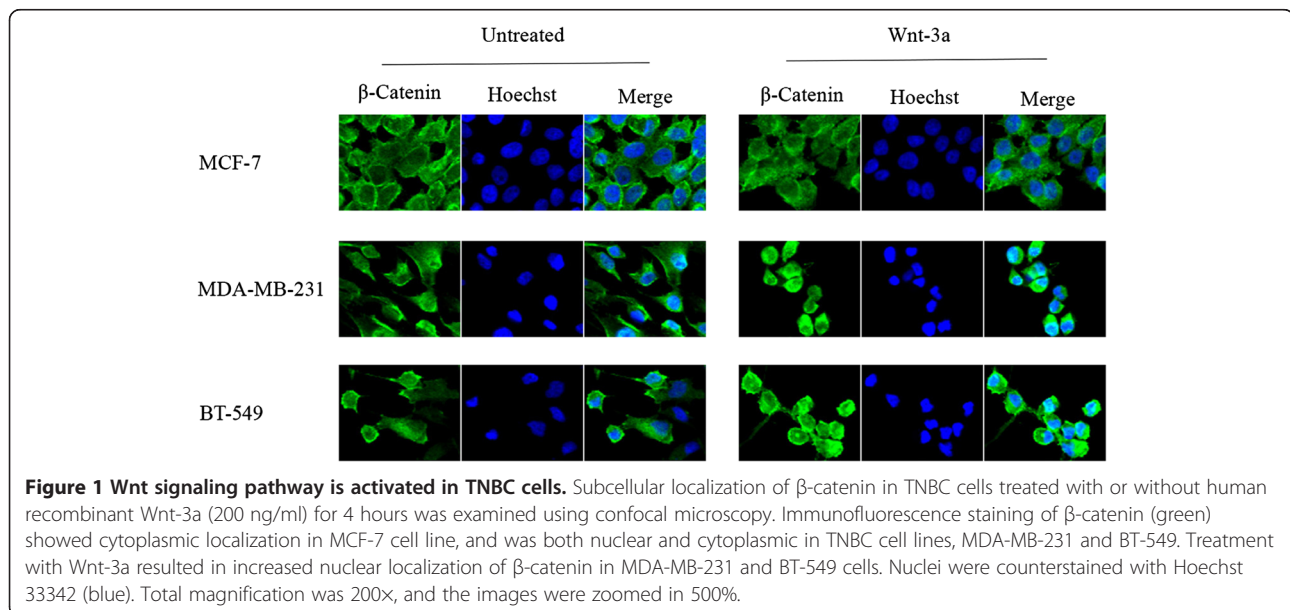 Untreated Wnt-3a
β-Catenin Hoechst Merge β-Catenin Hoechst Merge
MCF-7
MDA-MB-231
BT-549
Figure 1 Wnt signaling pathway is activated in TNBC cells. Subcellular localization of β-catenin in TNBC cells treated with or without human
recombinant Wnt-3a (200 ng/ml) for 4 hours was examined using confocal microscopy. Immunofluorescence staining of β-catenin (green)
showed cytoplasmic localization in MCF-7 cell line, and was both nuclear and cytoplasmic in TNBC cell lines, MDA-MB-231 and BT-549. Treatment
with Wnt-3a resulted in increased nuclear localization of β-catenin in MDA-MB-231 and BT-549 cells. Nuclei were counterstained with Hoechst
33342 (blue). Total magnification was 200×, and the images were zoomed in 500%.